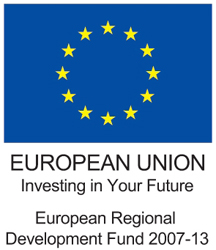 EUROPEAN UNION
Investing in Your Future
European Regional
Development Fund 2007-13